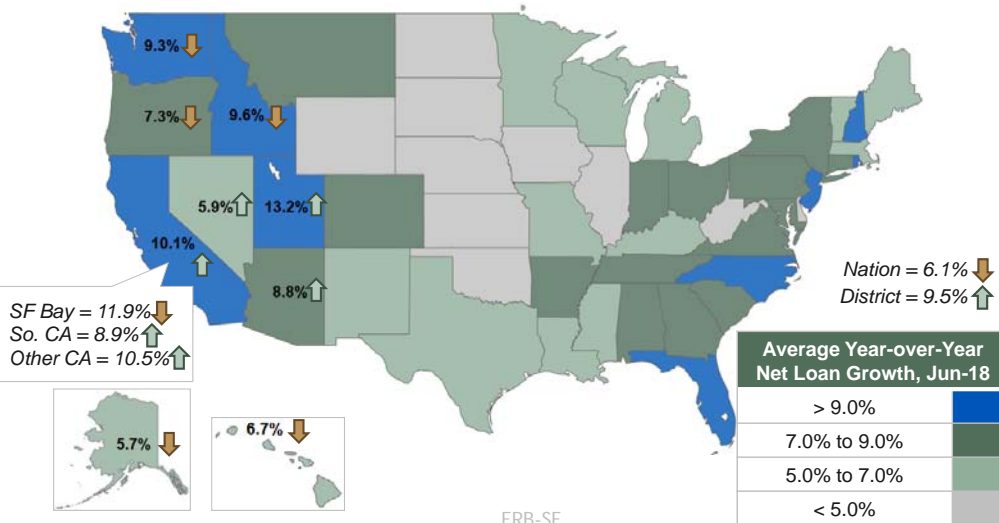 9.3%
7.3%
9.6%
5.9%
13.2%
10.1%
8.8%
SF Bay = 11.9%
So. CA = 8.9%
Other CA = 10.5%
Nation = 6.1%
District = 9.5%
5.7%
6.7%
Average Year-over-Year
Net Loan Growth, Jun-18
> 9.0%
7.0% to 9.0%
5.0% to 7.0%
< 5.0%
FRB-SF